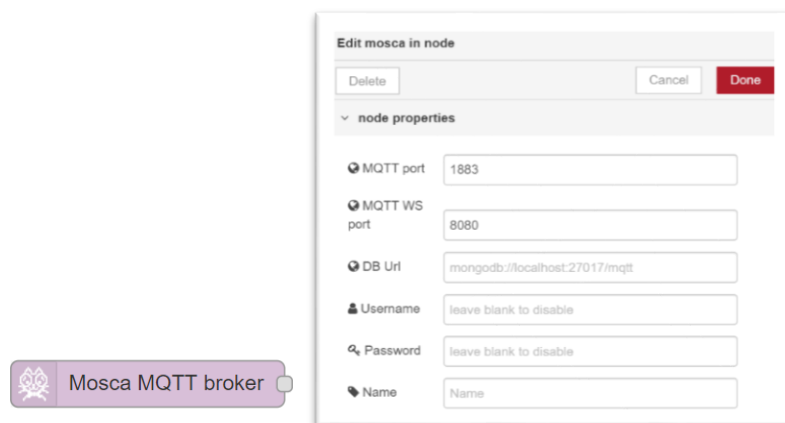 Edit mosca in node
Delete Cancel Done
node properties
MQTT port 1883
MQTT WS
port 8080
DB Url mongodb://localhost:27017/mqtt
Username leave blank to disable
Password leave blank to disable
Name Name
Mosca MQTT broker